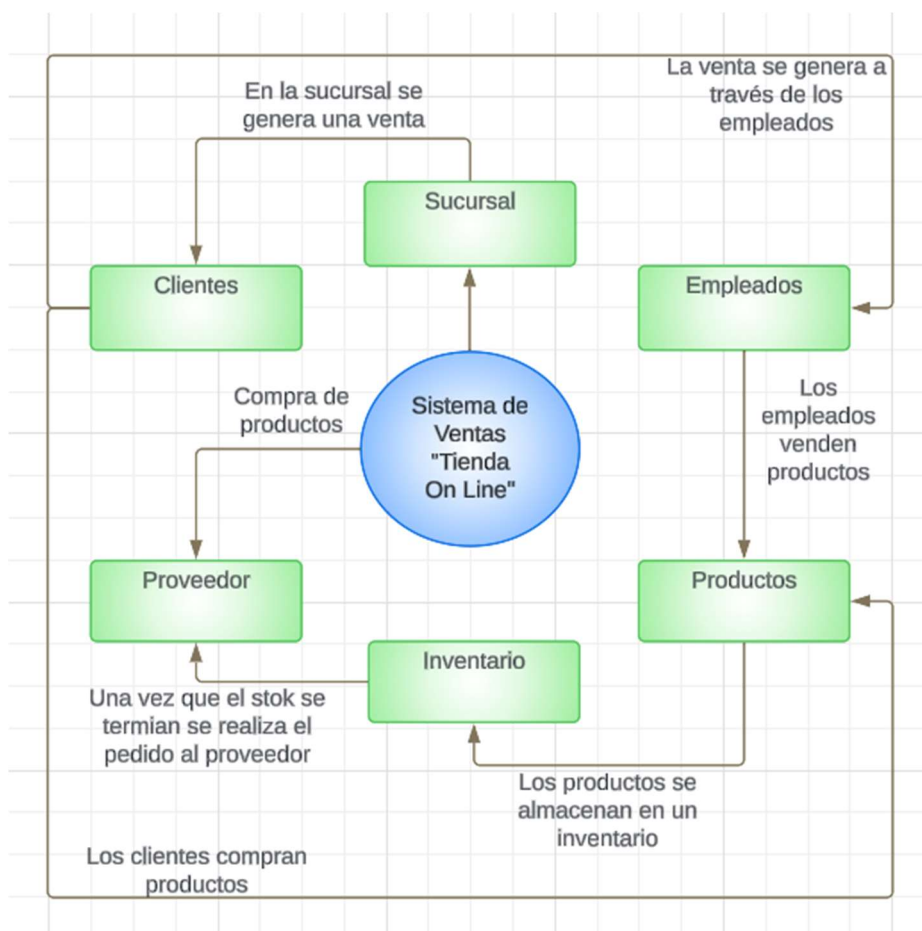 La venta se genera a
través de los
empleados
En la sucursal se
genera una venta
Sucursal
Clientes
Empleados
Compra de
productos
Sistema de
Ventas
"Tienda
On Line"
Los
empleados
venden
productos
Proveedor
Productos
Inventario
Una vez que el stok se
termian se realiza el
pedido al proveedor
Los productos se
almacenan en un
inventario
Los clientes compran
productos